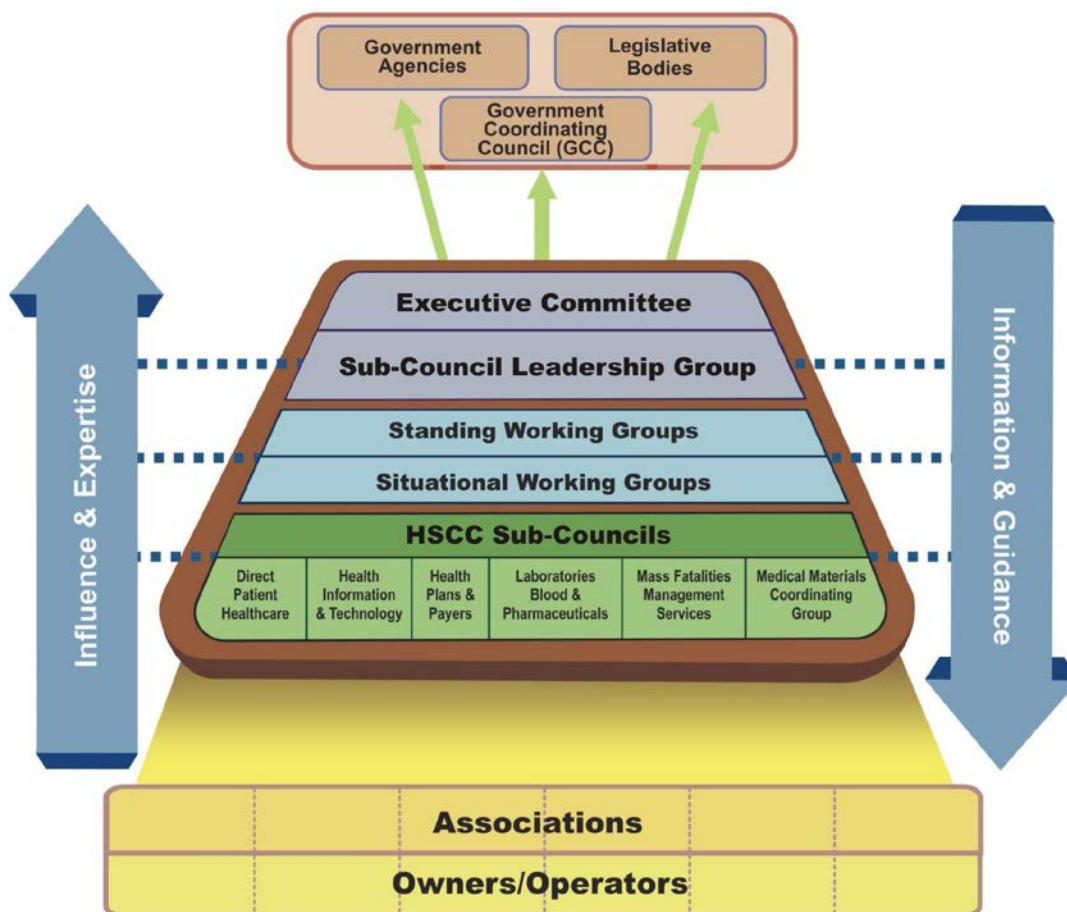 Government
Agencies
Legislative
Bodies
Government
Coordinating
Council (GCC)
Influence & Expertise
Information & Guidance
Executive Committee
Sub-Council Leadership Group
Standing Working Groups
Situational Working Groups
HSCC Sub-Councils
Direct
Patient
Healthcare
Health
Information
& Technology
Health
Plans &
Payers
Laboratories
Blood &
Pharmaceuticals
Mass Fatalities
Management
Services
Medical Materials
Coordinating
Group
Associations
Owners/Operators